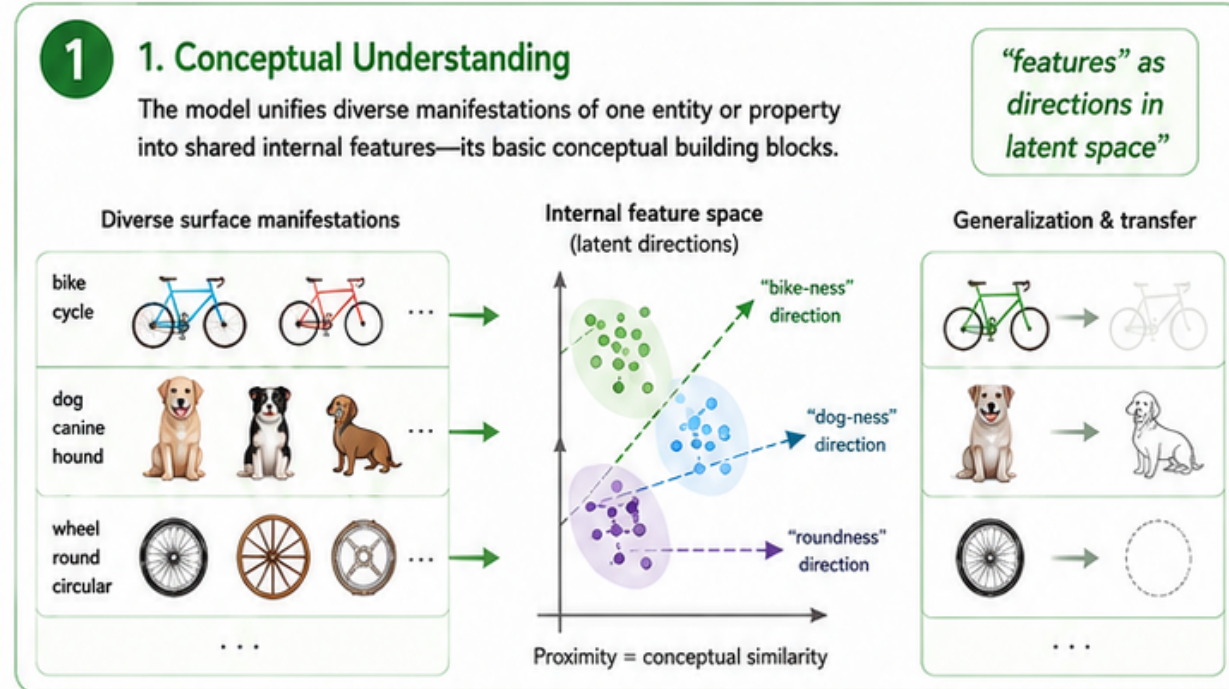 1
1. Conceptual Understanding
The model unifies diverse manifestations of one entity or property
into shared internal features—its basic conceptual building blocks.
“features” as
directions in
latent space”
Diverse surface manifestations
bike
cycle
...
dog
canine
hound
...
wheel
round
circular
...
...
Internal feature space
(latent directions)
“bike-ness”
direction
“dog-ness”
direction
“roundness”
direction
Proximity = conceptual similarity
Generalization & transfer
...